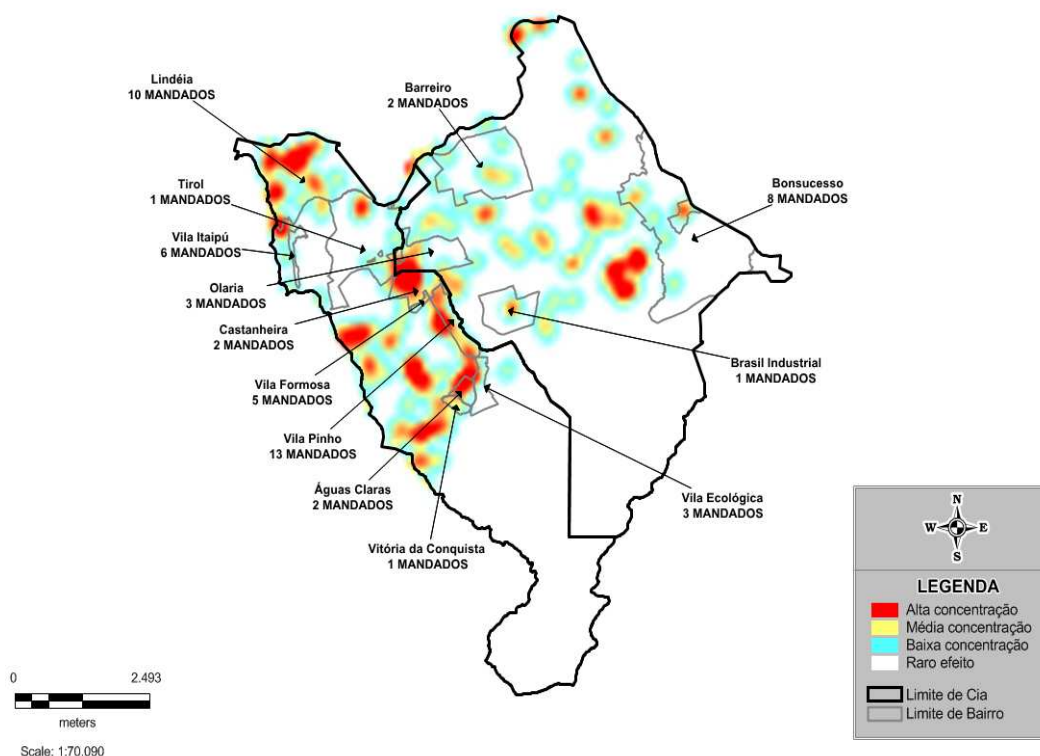 Lindéia
10 MANDADOS
Barreiro
2 MANDADOS
Tirol
1 MANDADOS
Bonsucesso
8 MANDADOS
Vila Itaipú
6 MANDADOS
Olaria
3 MANDADOS
Castanheira
2 MANDADOS
Brasil Industrial
1 MANDADOS
Vila Formosa
5 MANDADOS
Vila Pinho
13 MANDADOS
Águas Claras
2 MANDADOS
Vila Ecológica
3 MANDADOS
Vitória da Conquista
1 MANDADOS
N
W E
S
LEGENDA
Alta concentração
Média concentração
Baixa concentração
Raro efeito
Limite de Cia
Limite de Bairro
0 2.493
meters
Scale: 1:70.090